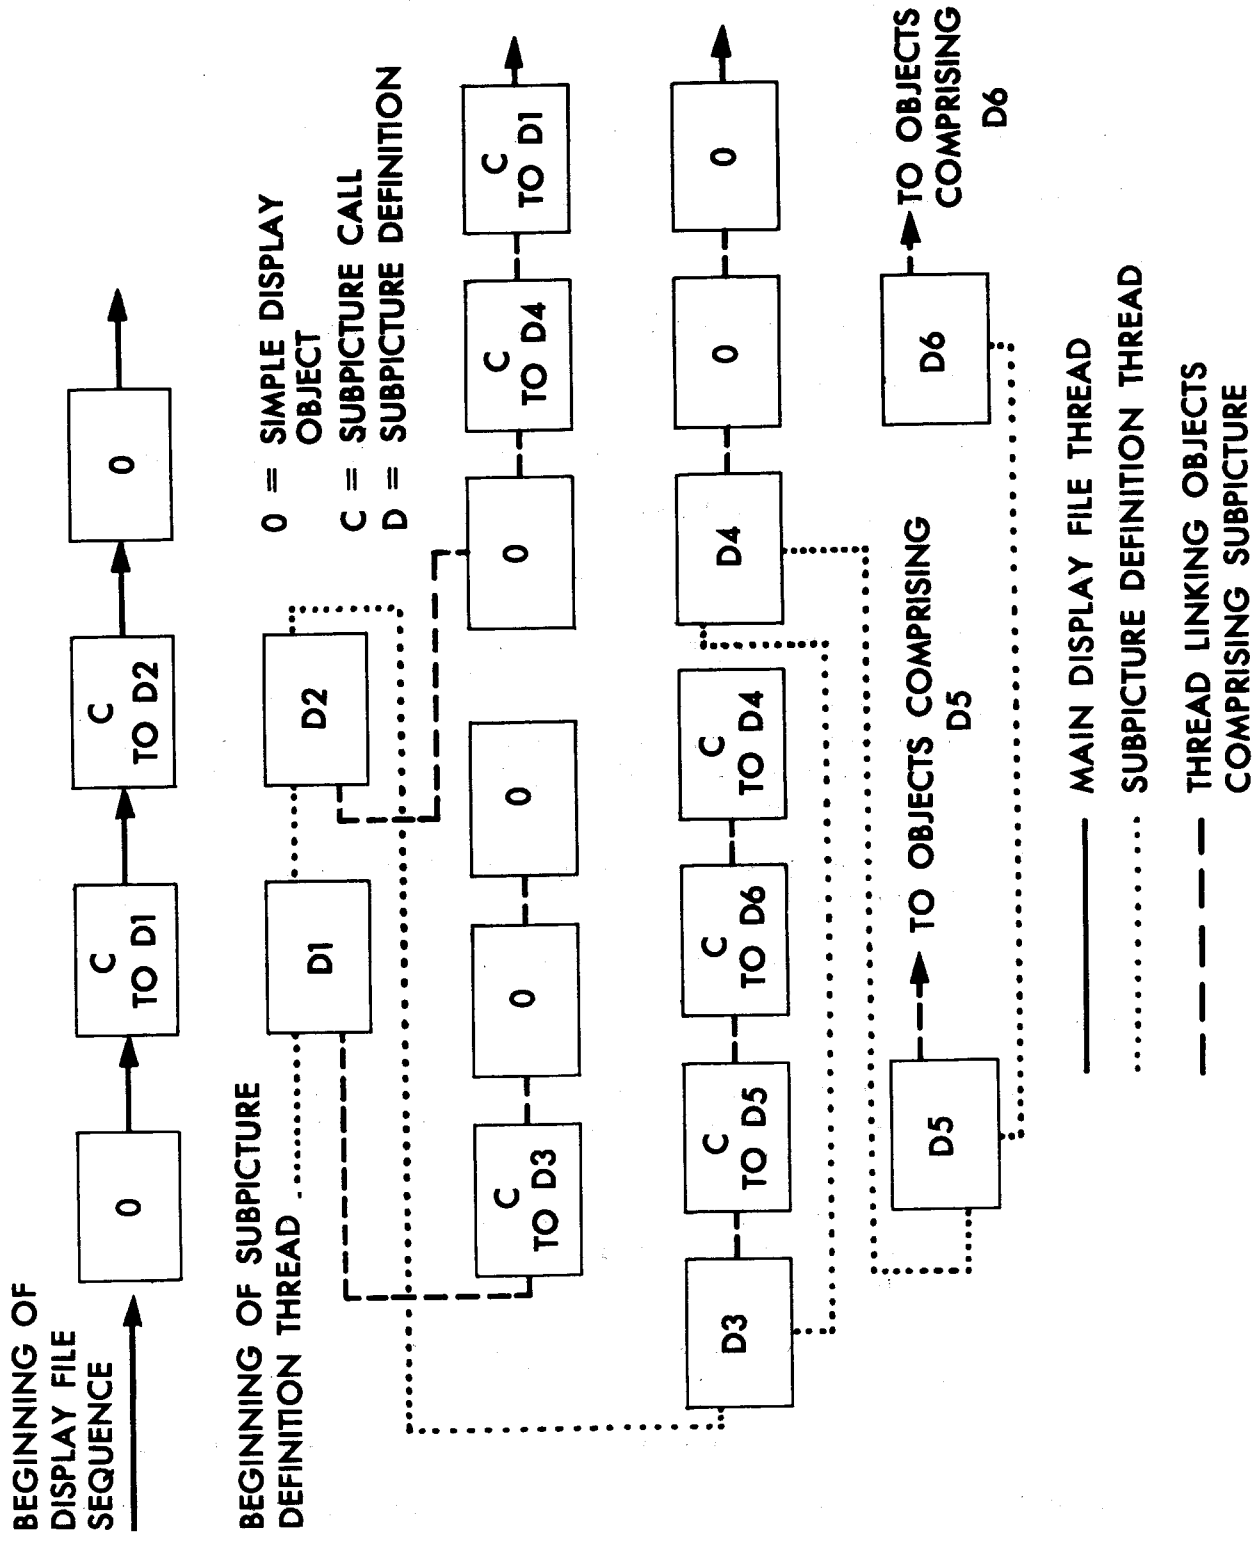 BEGINNING OF
DISPLAY FILE
SEQUENCE
0
C
TO D1
C
TO D2
0
BEGINNING OF SUBPICTURE
DEFINITION THREAD
D1
D2
0 = SIMPLE DISPLAY
OBJECT
C = SUBPICTURE CALL
D = SUBPICTURE DEFINITION
C
TO D3
0
0
0
C
TO D4
C
TO D1
D3
C
TO D5
C
TO D6
C
TO D4
D4
0
0
D5
TO OBJECTS COMPRISING
D5
D6
TO OBJECTS
COMPRISING
D6
MAIN DISPLAY FILE THREAD
SUBPICTURE DEFINITION THREAD
THREAD LINKING OBJECTS
COMPRISING SUBPICTURE